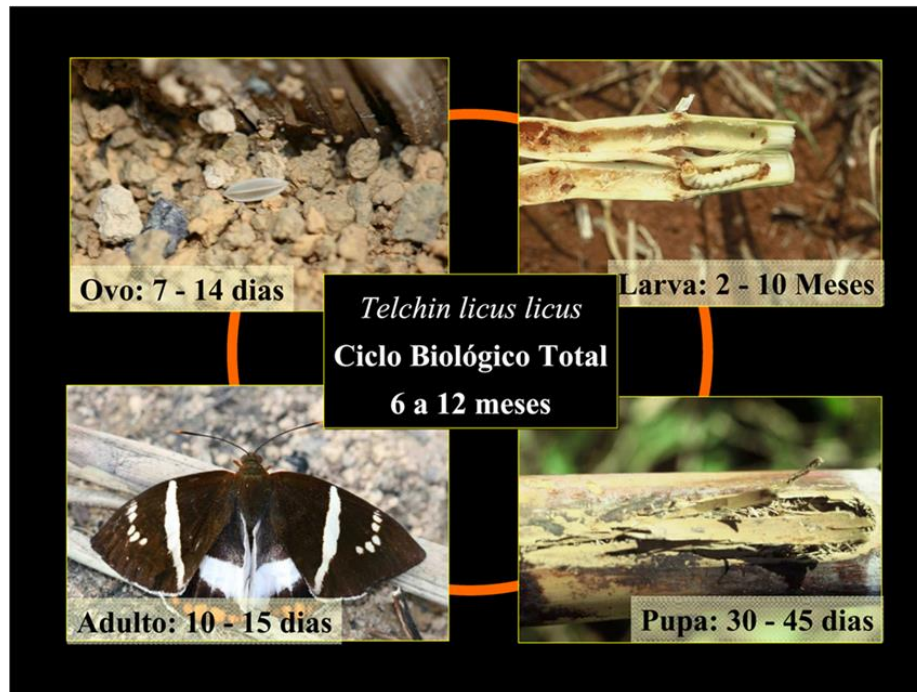 Ovo: 7 - 14 dias
Larva: 2 - 10 Meses
Telchin licus licus
Ciclo Biológico Total
6 a 12 meses
Adulto: 10 - 15 dias
Pupa: 30 - 45 dias